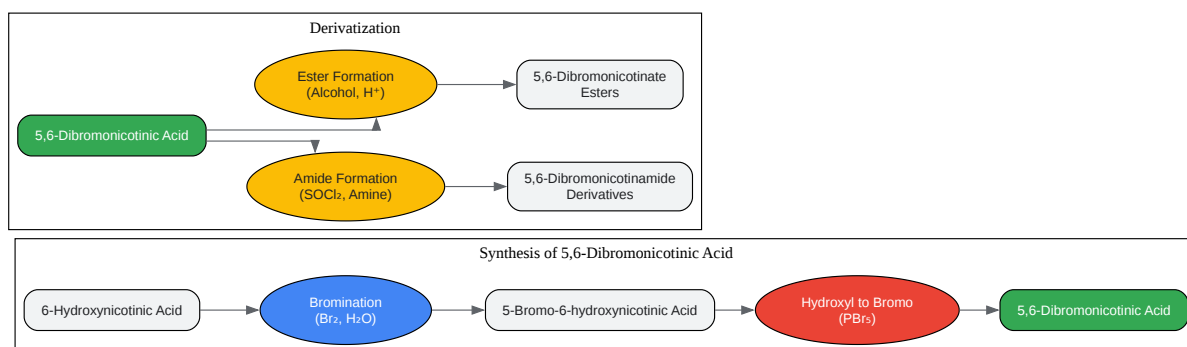 Derivatization
Ester Formation
(Alcohol, H⁺)
5,6-Dibromonicotinate
Esters
5,6-Dibromonicotinic Acid
Amide Formation
(SOCl₂, Amine)
5,6-Dibromonicotinamide
Derivatives
Synthesis of 5,6-Dibromonicotinic Acid
6-Hydroxynicotinic Acid
Bromination
(Br₂, H₂O)
5-Bromo-6-hydroxynicotinic Acid
Hydroxyl to Bromo
(PBr₅)
5,6-Dibromonicotinic Acid